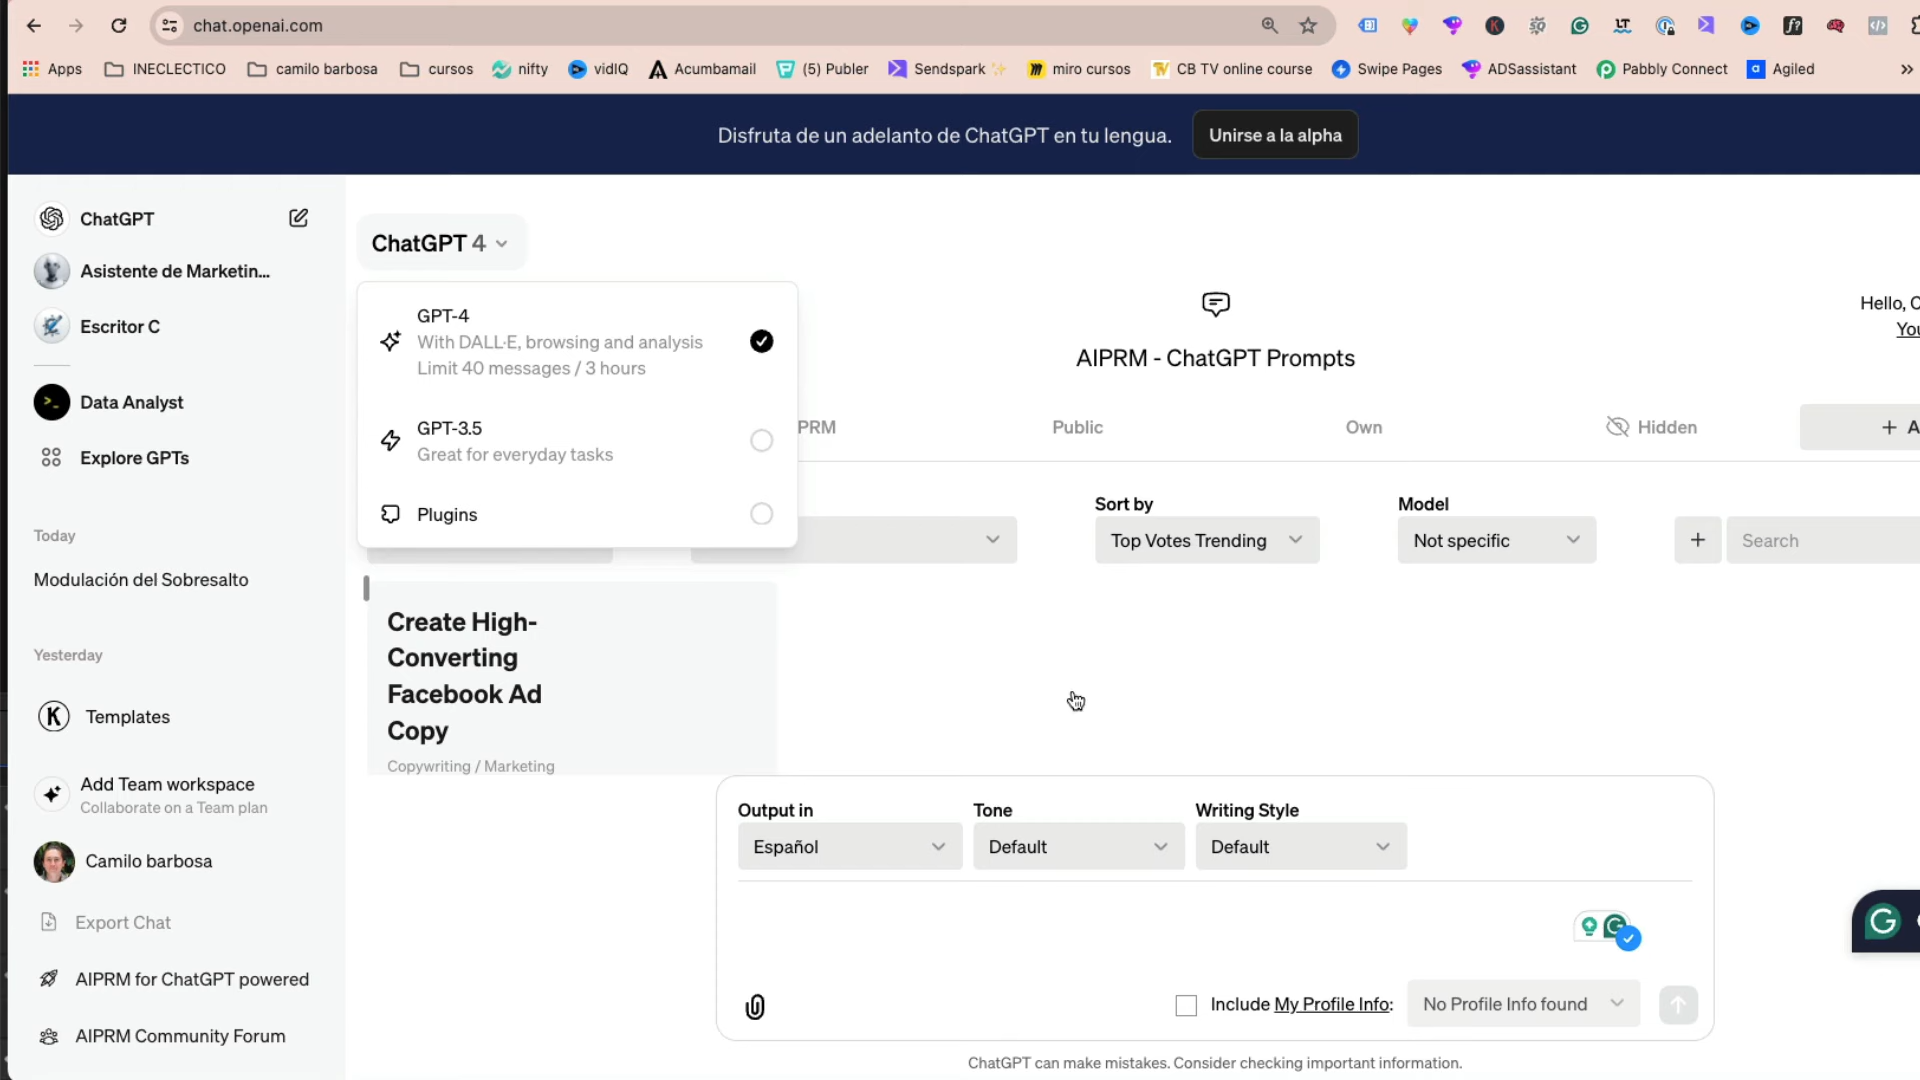 chat.openai.com
Apps
INECLECTICO
camilo barbosa
cursos
nifty
vidIQ
Acumbamail
(5) Publer
Sendspark ✨
miro cursos
CB TV online course
Swipe Pages
ADSassistant
Pabbly Connect
Agiled
»
Disfruta de un adelanto de ChatGPT en tu lengua.
Unirse a la alpha
ChatGPT
Asistente de Marketin...
Escritor C
Data Analyst
Explore GPTs
Today
Modulación del Sobresalto
Yesterday
Templates
Add Team workspace
Collaborate on a Team plan
Camilo barbosa
Export Chat
AIPRM for ChatGPT powered
AIPRM Community Forum
ChatGPT 4
GPT-4
With DALL·E, browsing and analysis
Limit 40 messages / 3 hours
GPT-3.5
Great for everyday tasks
Plugins
Hello, C
You
AIPRM - ChatGPT Prompts
PRM
Public
Own
Hidden
+ A
Sort by
Top Votes Trending
Model
Not specific
+
Search
Create High-
Converting
Facebook Ad
Copy
Copywriting / Marketing
Output in
Español
Tone
Default
Writing Style
Default
Include My Profile Info:
No Profile Info found
ChatGPT can make mistakes. Consider checking important information.